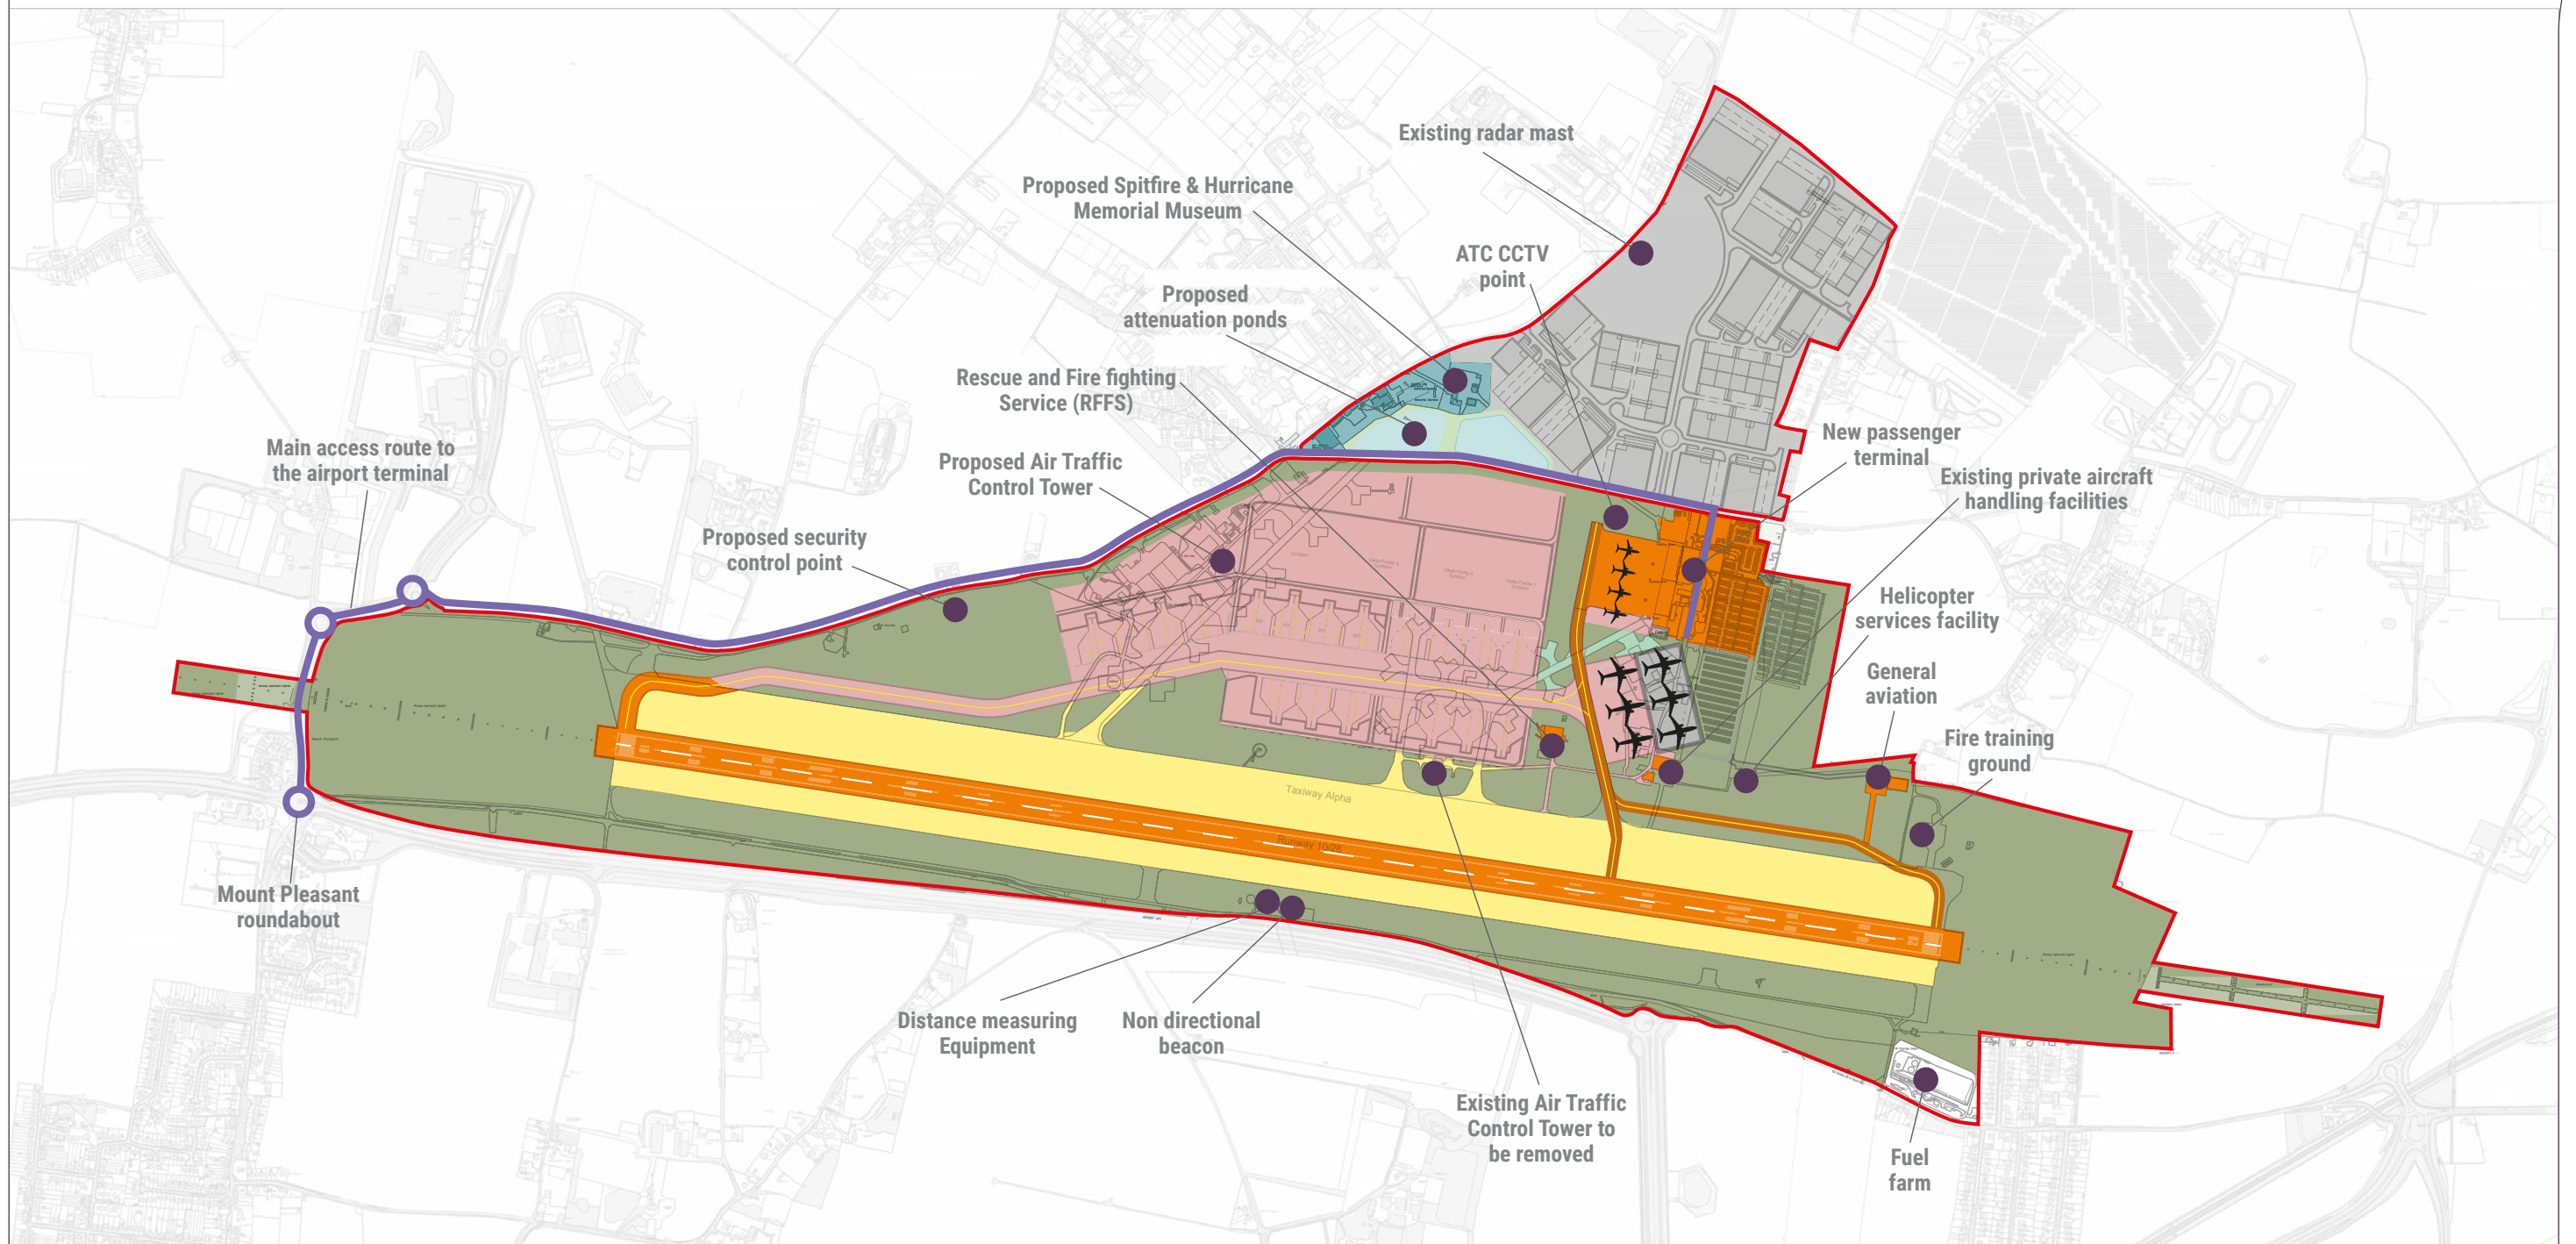 Existing radar mast
Proposed Spitfire & Hurricane
Memorial Museum
ATC CCTV
point
Proposed
attenuation ponds
Rescue and Fire fighting
Service (RFFS)
New passenger
terminal
Main access route to
the airport terminal
Proposed Air Traffic
Control Tower
Existing private aircraft
handling facilities
Proposed security
control point
Helicopter
services facility
General
aviation
Fire training
ground
Taxiway Alpha
Runway 10/28
Mount Pleasant
roundabout
Distance measuring
Equipment
Non directional
beacon
Existing Air Traffic
Control Tower to
be removed
Fuel
farm